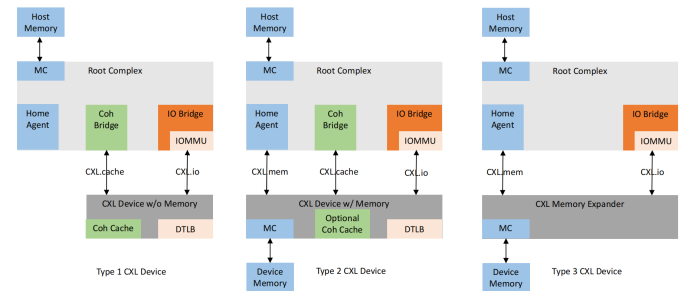 Host
Memory
MC
Root Complex
Home
Agent
Coh
Bridge
IO Bridge
IOMMU
CXL.cache
CXL.io
CXL Device w/o Memory
Coh Cache
DTLB
Type 1 CXL Device
Host
Memory
MC
Root Complex
Home
Agent
Coh
Bridge
IO Bridge
IOMMU
CXL.mem
CXL.cache
CXL.io
CXL Device w/ Memory
MC
Optional
Coh Cache
DTLB
Device
Memory
Type 2 CXL Device
Host
Memory
MC
Root Complex
Home
Agent
IO Bridge
IOMMU
CXL.mem
CXL.io
CXL Memory Expander
MC
Device
Memory
Type 3 CXL Device